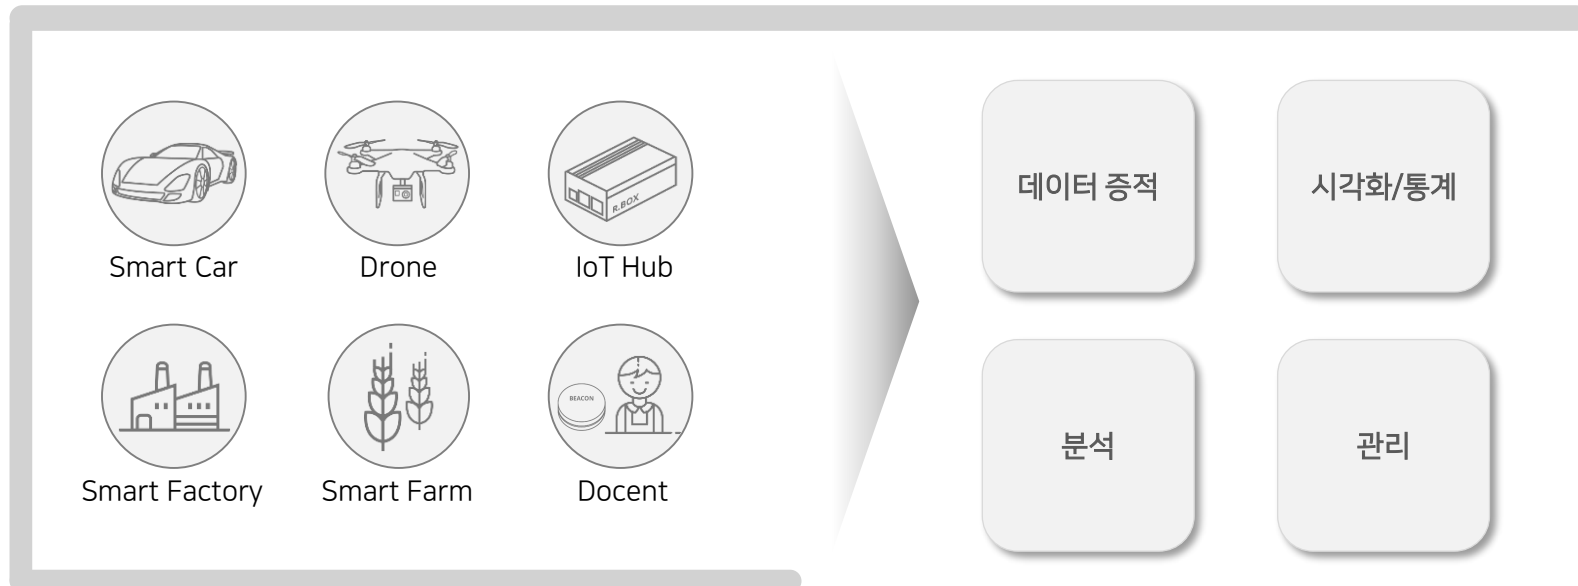 R.BOX
Smart Car
Drone
IoT Hub
BEACON
Smart Factory
Smart Farm
Docent
데이터 증적
시각화/통계
분석
관리